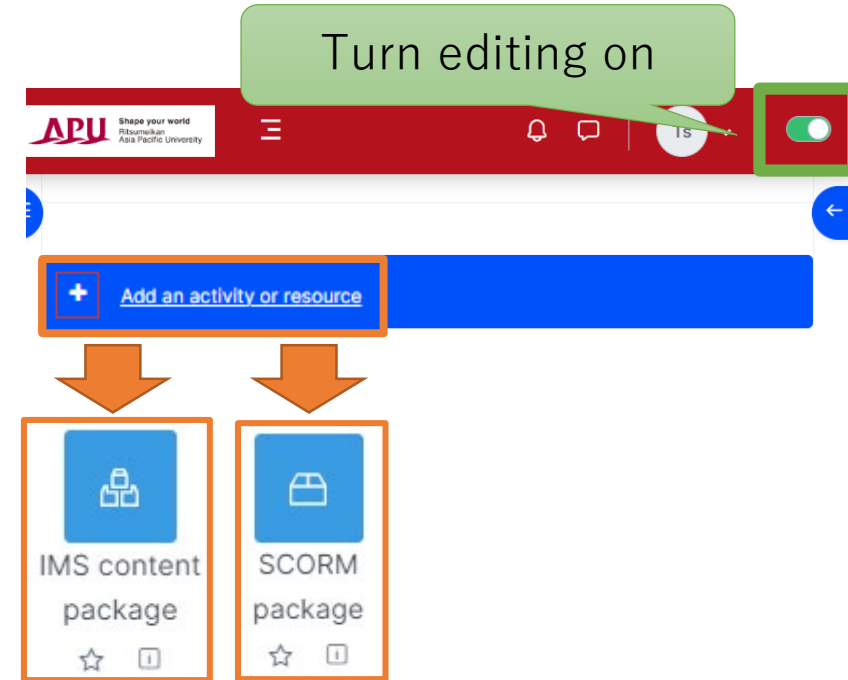 Turn editing on
APU
Shape your world
Ritsumeikan
Asia Pacific University
Ts
+ Add an activity or resource
IMS content
package
SCORM
package